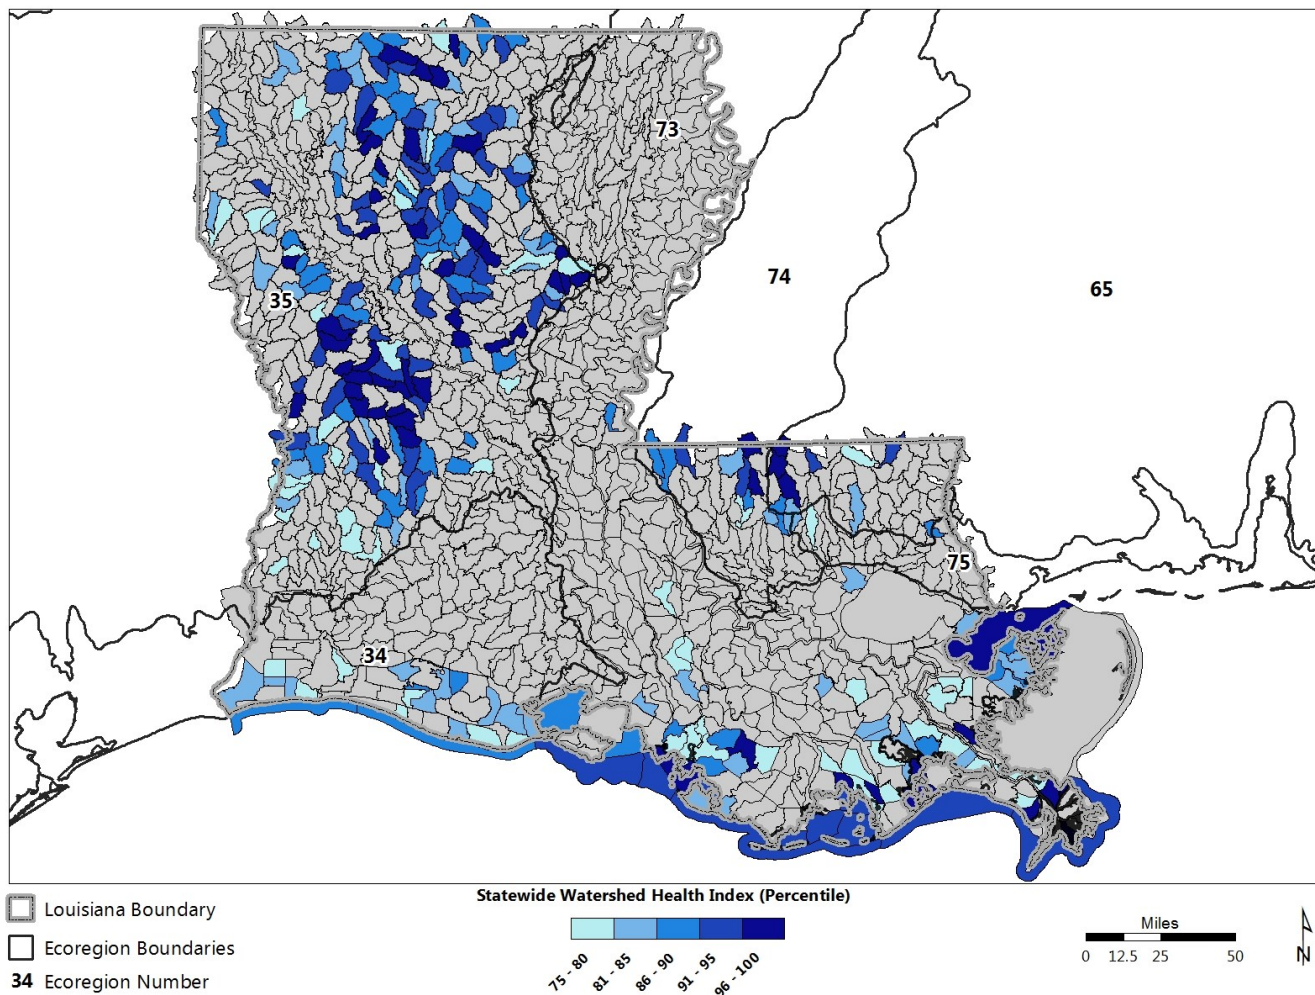 73
74
65
35
75
34
Statewide Watershed Health Index (Percentile)
Louisiana Boundary
Ecoregion Boundaries
34 Ecoregion Number
75 - 80
81 - 85
86 - 90
91 - 95
96 - 100
Miles
0 12.5 25 50
N